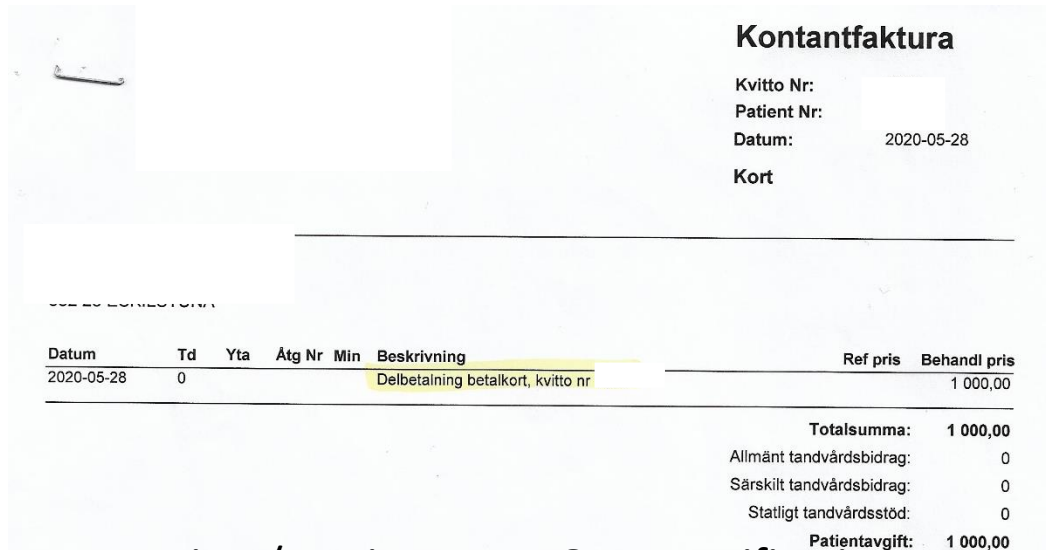 Kontantfaktura
Kvitto Nr:
Patient Nr:
Datum: 2020-05-28
Kort
Datum Td Yta Åtg Nr Min Beskrivning Ref pris Behandl pris
2020-05-28 0 Delbetalning betalkort, kvitto nr 1 000,00
Totalsumma: 1 000,00
Allmänt tandvårdsbidrag: 0
Särskilt tandvårdsbidrag: 0
Statligt tandvårdsstöd: 0
Patientavgift: 1 000,00